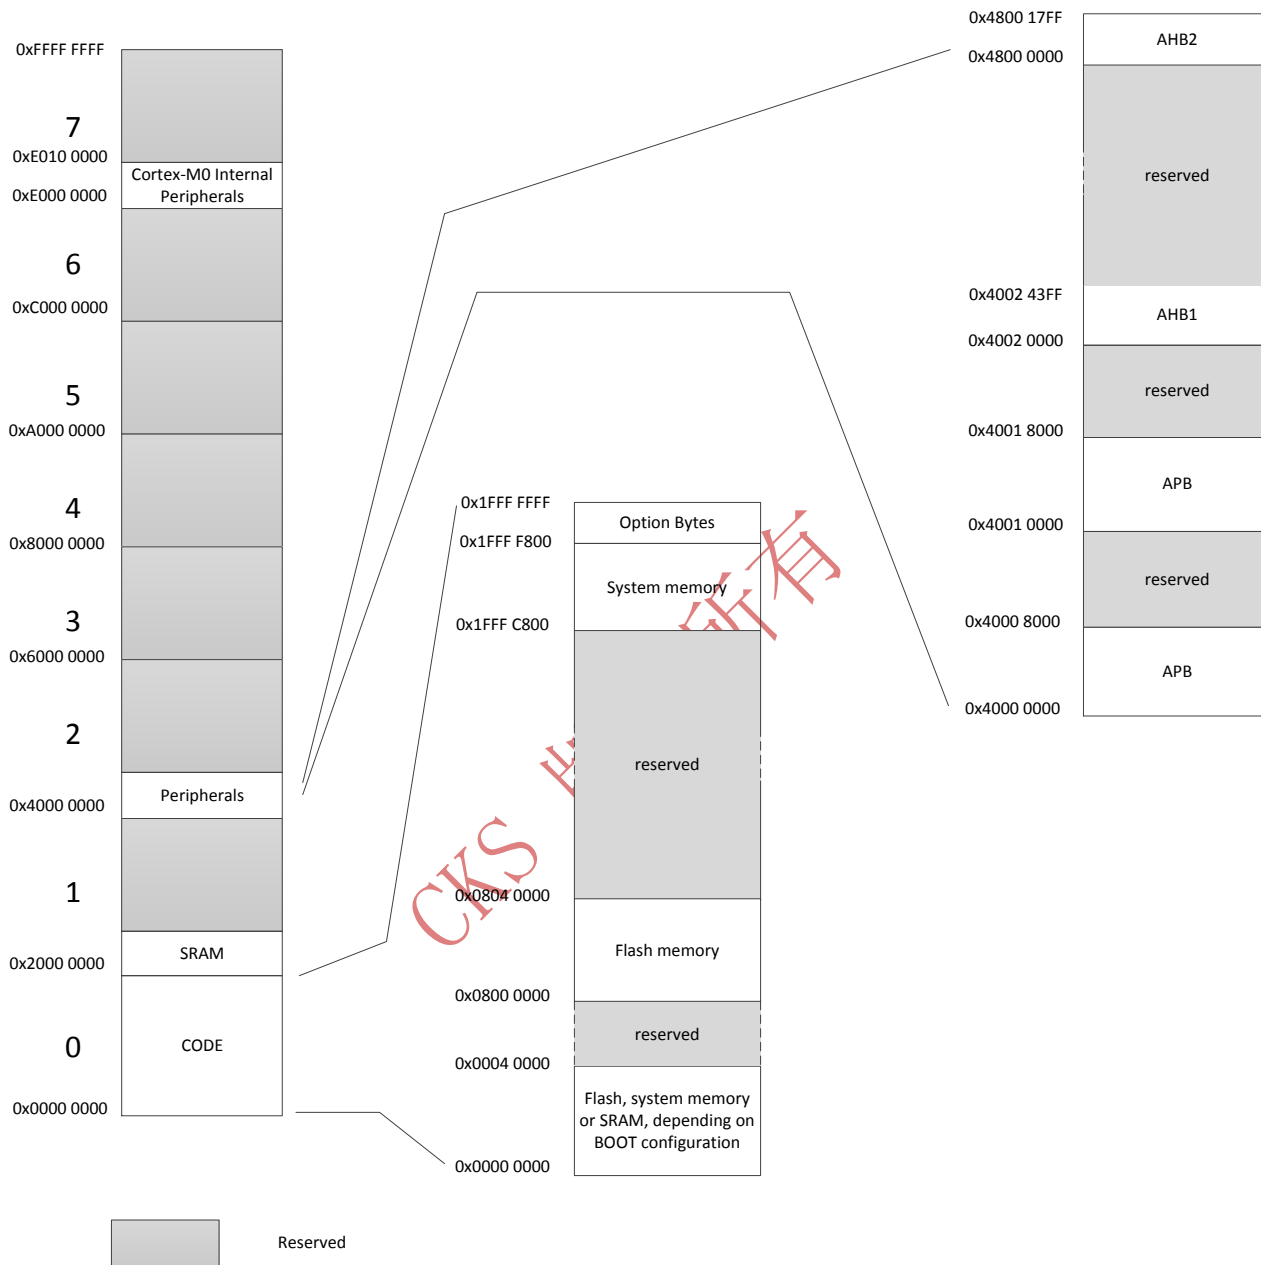 0xFFFF FFFF
7
0xE010 0000
Cortex-M0 Internal
Peripherals
0xE000 0000
6
0xC000 0000
5
0xA000 0000
4
0x8000 0000
3
0x6000 0000
2
Peripherals
0x4000 0000
1
SRAM
0x2000 0000
0
CODE
0x0000 0000
0x1FFF FFFF
Option Bytes
0x1FFF F800
System memory
0x1FFF C800
reserved
0x0804 0000
Flash memory
0x0800 0000
reserved
0x0004 0000
Flash, system memory
or SRAM, depending on
BOOT configuration
0x0000 0000
0x4800 17FF
AHB2
0x4800 0000
reserved
0x4002 43FF
AHB1
0x4002 0000
reserved
0x4001 8000
APB
0x4001 0000
reserved
0x4000 8000
APB
0x4000 0000
CKS
所有
Reserved